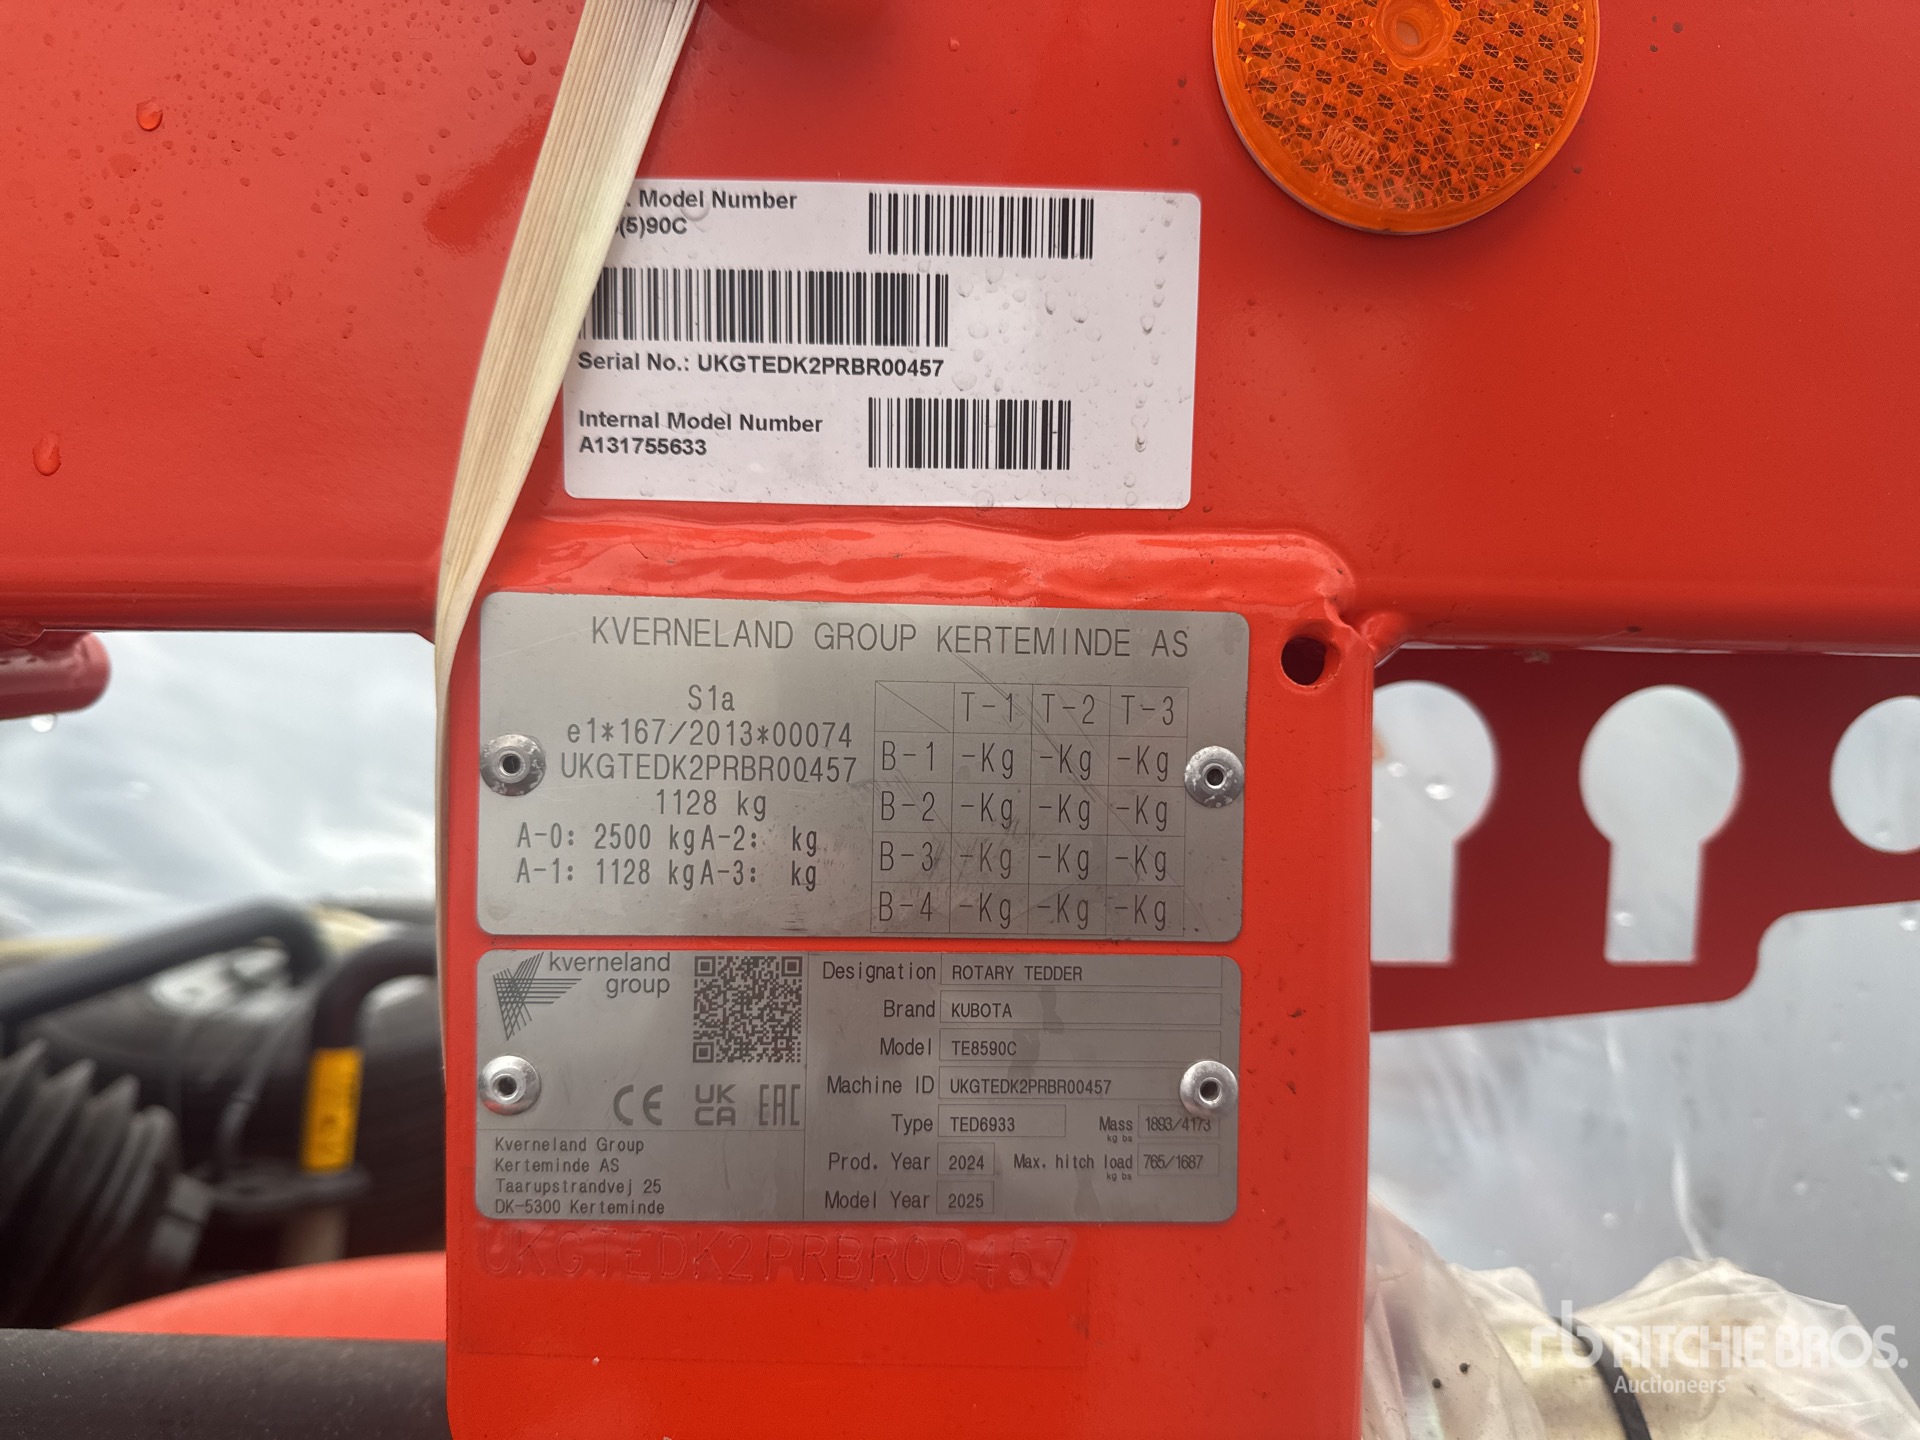 . Model Number
(5)90C
Serial No.: UKGTEDK2PRBR00457
Internal Model Number
A131755633
KVERNELAND GROUP KERTEMINDE AS
S1a
e1*167/2013*00074
UKGTEDK2PRBR00457
1128 kg
A-0: 2500 kg A-2: kg
A-1: 1128 kg A-3: kg
T-1 T-2 T-3
B-1 -Kg -Kg -Kg
B-2 -Kg -Kg -Kg
B-3 -Kg -Kg -Kg
B-4 -Kg -Kg -Kg
kverneland
group
CE UK CA EAC
Kverneland Group
Kerteminde AS
Taarupstrandvej 25
DK-5300 Kerteminde
Designation ROTARY TEDDER
Brand KUBOTA
Model TE8590C
Machine ID UKGTEDK2PRBR00457
Type TED6933 Mass kg lbs 1893/4173
Prod. Year 2024 Max. hitch load kg lbs 765/1687
Model Year 2025
UKGTEDK2PRBR00457
rb RITCHIE BROS.
Auctioneers